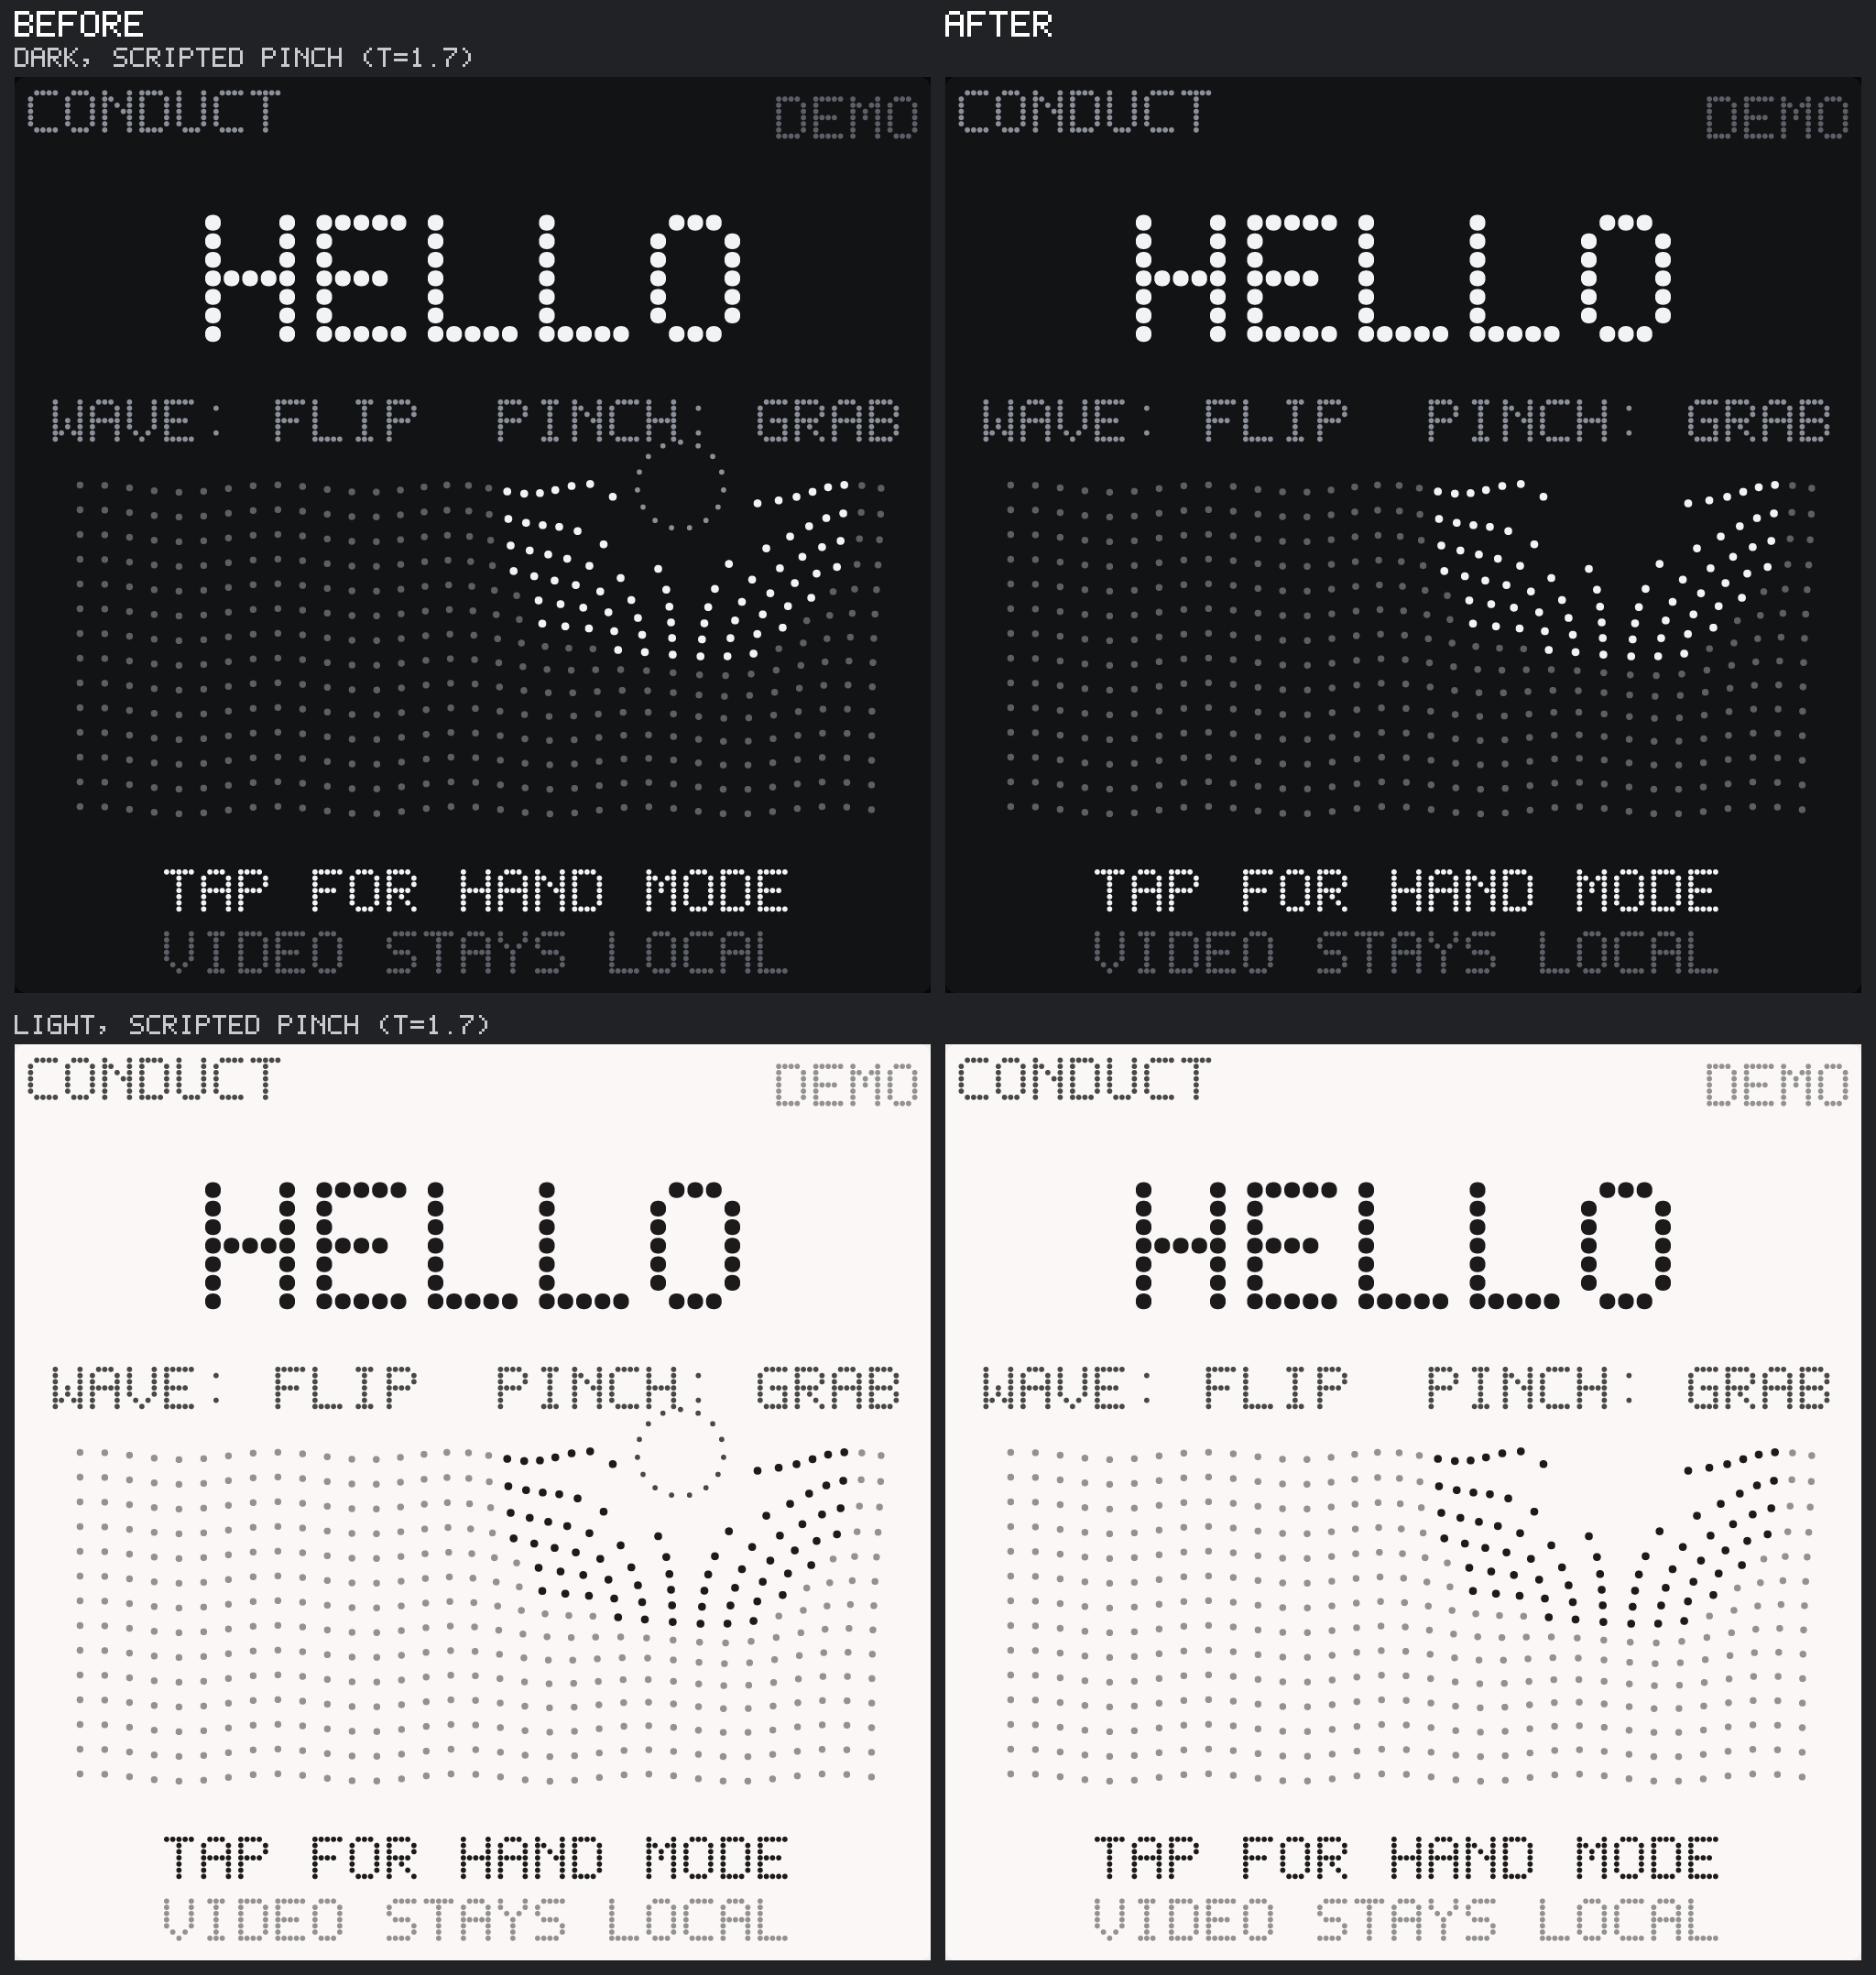 BEFORE AFTER
DARK, SCRIPTED PINCH (T=1.7)
CONDUCT DEMO
HELLO
WAVE: FLIP PINCH: GRAB
TAP FOR HAND MODE
VIDEO STAYS LOCAL
CONDUCT DEMO
HELLO
WAVE: FLIP PINCH: GRAB
TAP FOR HAND MODE
VIDEO STAYS LOCAL
LIGHT, SCRIPTED PINCH (T=1.7)
CONDUCT DEMO
HELLO
WAVE: FLIP PINCH: GRAB
TAP FOR HAND MODE
VIDEO STAYS LOCAL
CONDUCT DEMO
HELLO
WAVE: FLIP PINCH: GRAB
TAP FOR HAND MODE
VIDEO STAYS LOCAL